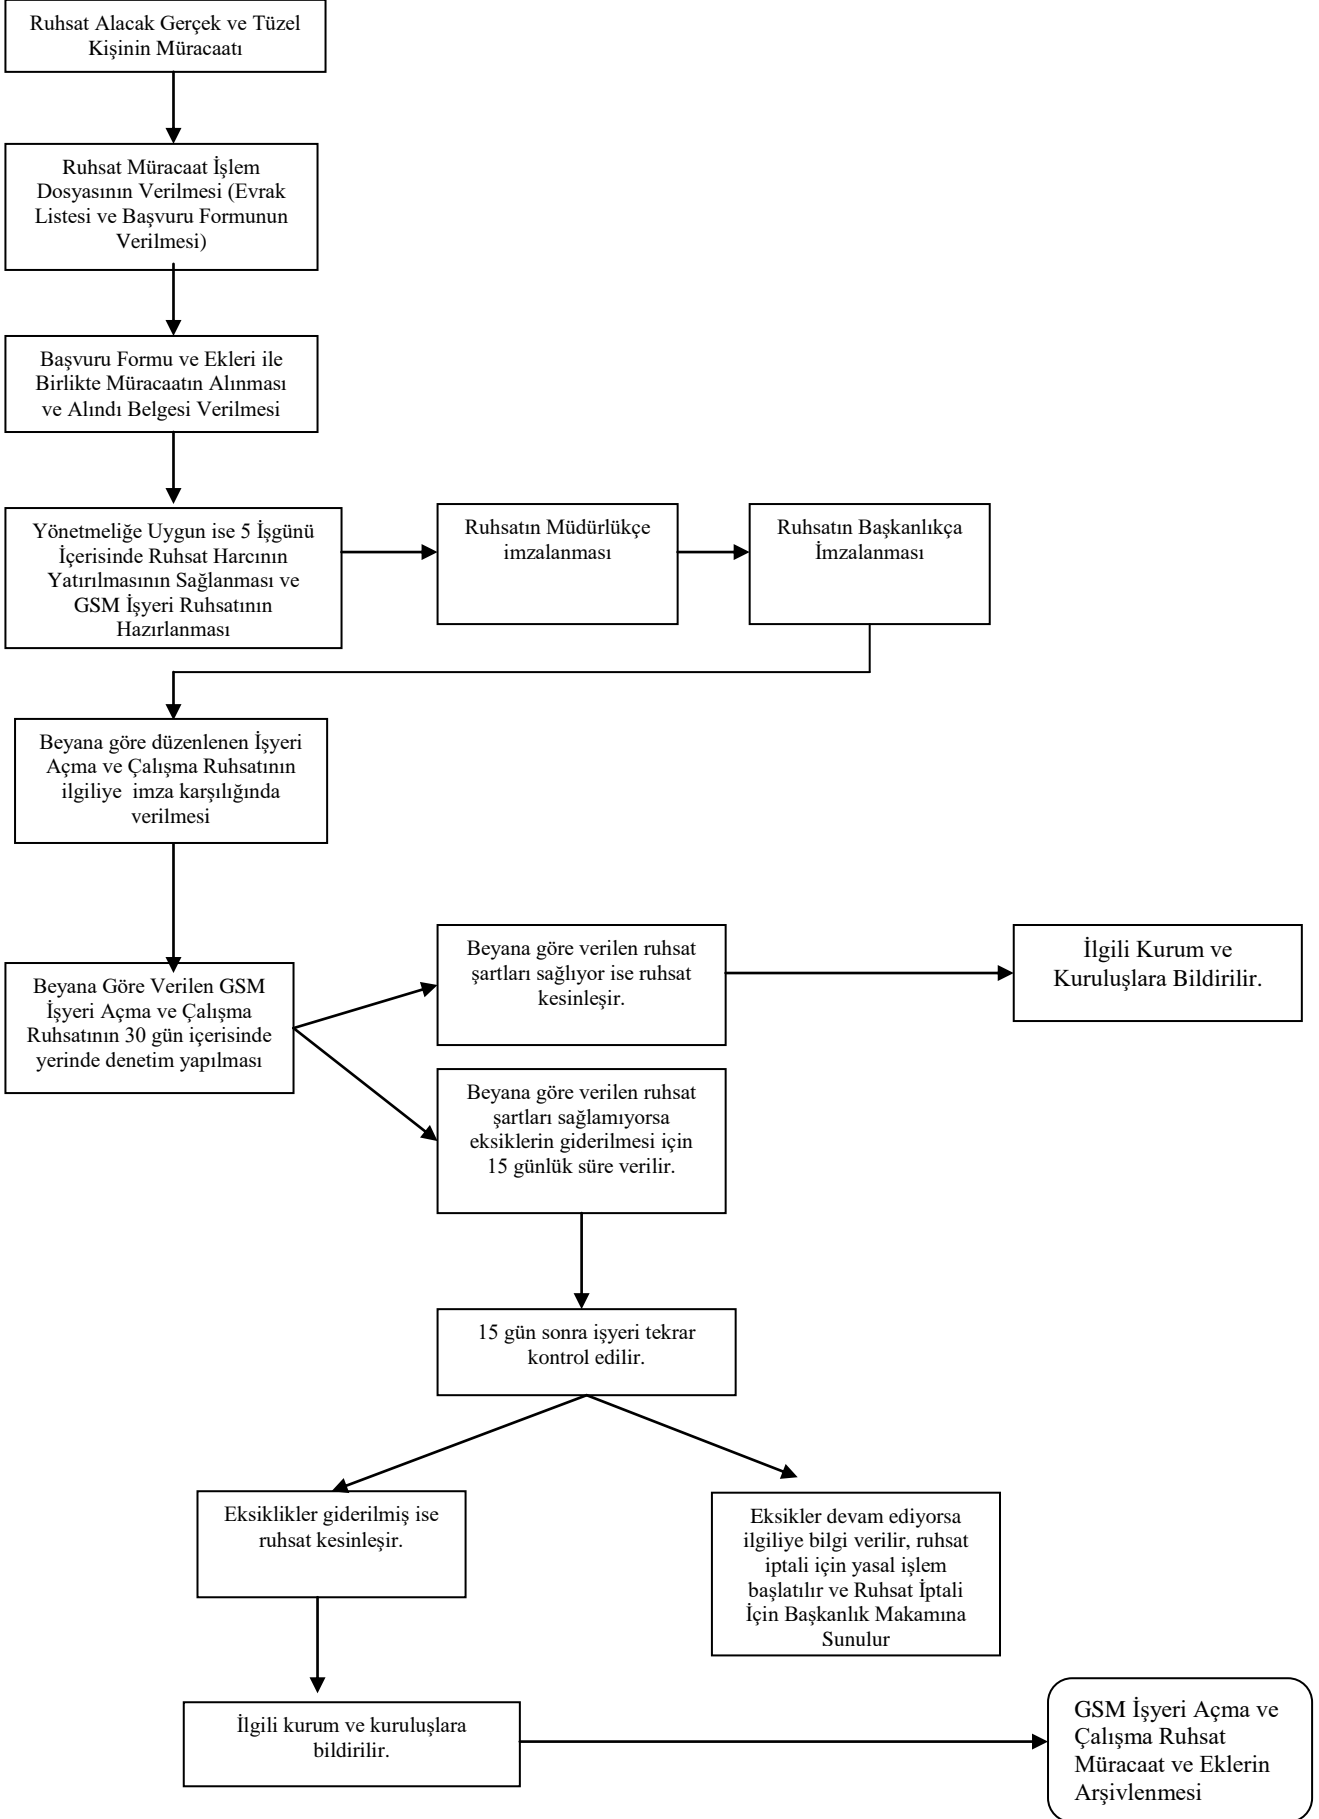 Ruhsat Alacak Gerçek ve Tüzel
Kişinin Müracaatı
Ruhsat Müracaat İşlem
Dosyasının Verilmesi (Evrak
Listesi ve Başvuru Formunun
Verilmesi)
Başvuru Formu ve Ekleri ile
Birlikte Müracaatın Alınması
ve Alındı Belgesi Verilmesi
Yönetmeliğe Uygun ise 5 İşgünü
İçerisinde Ruhsat Harcının
Yatırılmasının Sağlanması ve
GSM İşyeri Ruhsatının
Hazırlanması
Ruhsatın Müdürlükçe
imzalanması
Ruhsatın Başkanlıkça
İmzalanması
Beyana göre düzenlenen İşyeri
Açma ve Çalışma Ruhsatının
ilgiliye imza karşılığında
verilmesi
Beyana Göre Verilen GSM
İşyeri Açma ve Çalışma
Ruhsatının 30 gün içerisinde
yerinde denetim yapılması
Beyana göre verilen ruhsat
şartları sağlıyor ise ruhsat
kesinleşir.
İlgili Kurum ve
Kuruluşlara Bildirilir.
Beyana göre verilen ruhsat
şartları sağlamıyorsa
eksiklerin giderilmesi için
15 günlük süre verilir.
15 gün sonra işyeri tekrar
kontrol edilir.
Eksiklikler giderilmiş ise
ruhsat kesinleşir.
Eksikler devam ediyorsa
ilgiliye bilgi verilir, ruhsat
iptali için yasal işlem
başlatılır ve Ruhsat İptali
İçin Başkanlık Makamına
Sunulur
İlgili kurum ve kuruluşlara
bildirilir.
GSM İşyeri Açma ve
Çalışma Ruhsat
Müracaat ve Eklerin
Arşivlenmesi